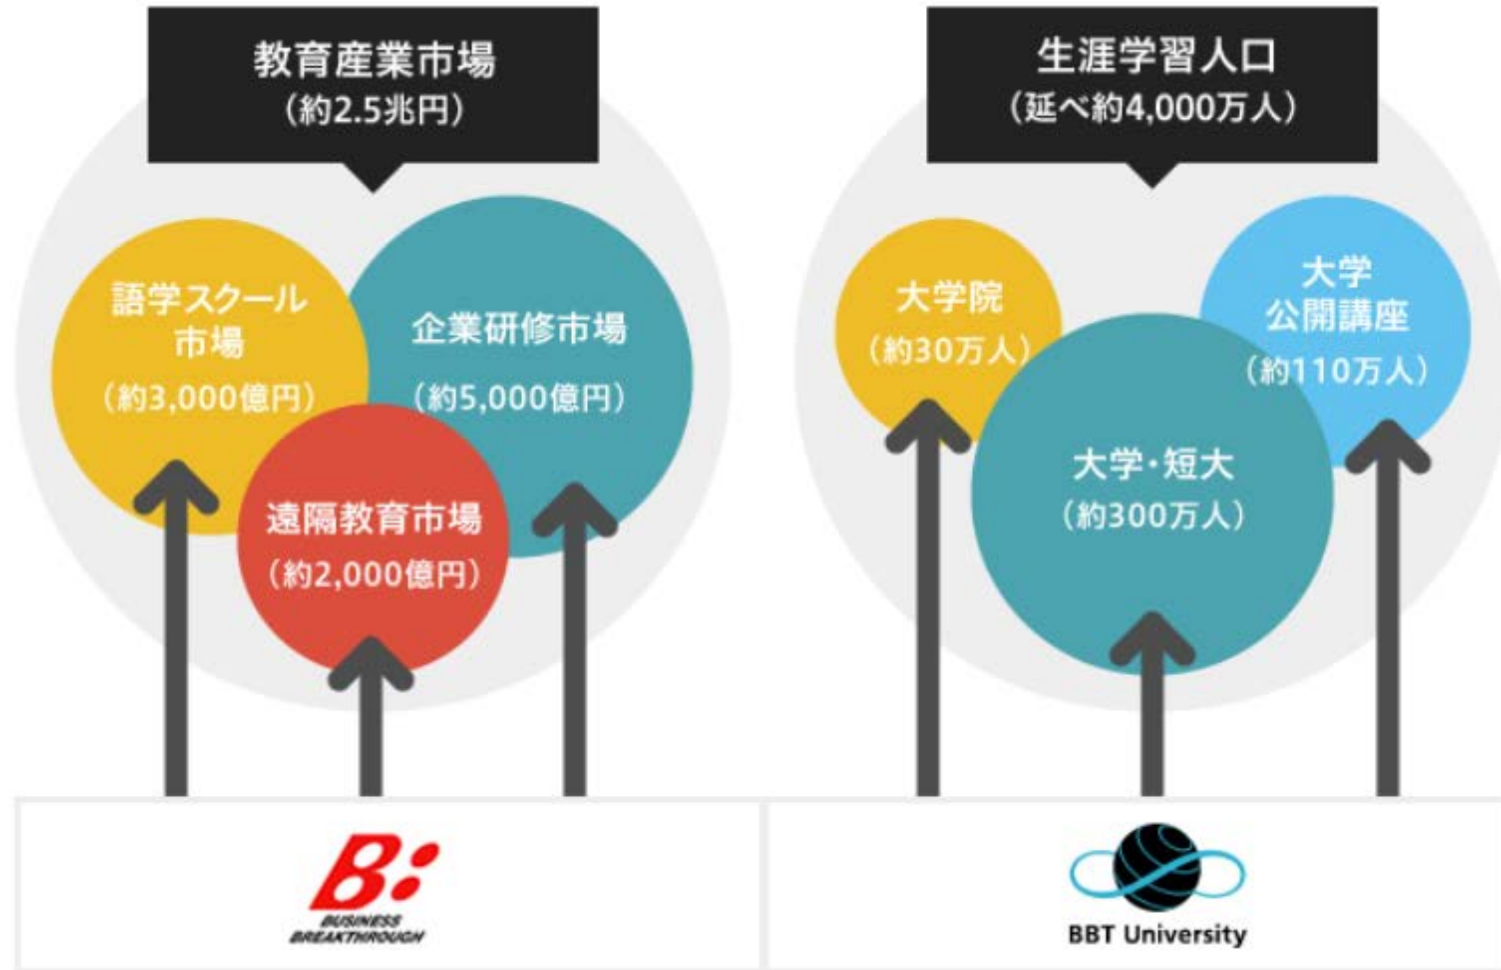 教育産業市場
（約2.5兆円）
語学スクール
市場
（約3,000億円）
企業研修市場
（約5,000億円）
遠隔教育市場
（約2,000億円）
生涯学習人口
（延べ約4,000万人）
大学院
（約30万人）
大学
公開講座
（約110万人）
大学・短大
（約300万人）
B:
BUSINESS
BREAKTHROUGH
BBT University